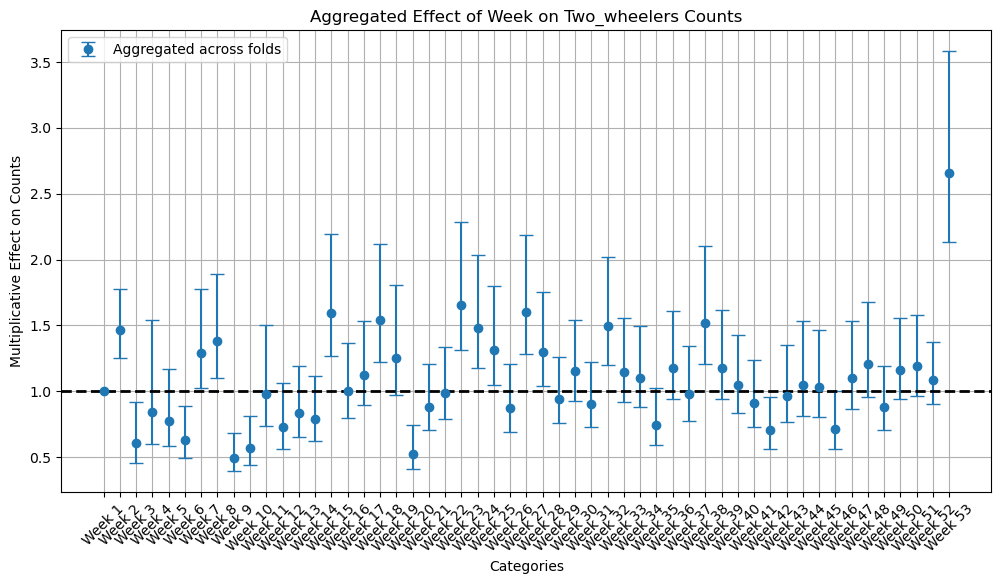 Aggregated Effect of Week on Two_wheelers Counts
Aggregated across folds
Multiplicative Effect on Counts
3.5
3.0
2.5
2.0
1.5
1.0
0.5
Week 1
Week 2
Week 3
Week 4
Week 5
Week 6
Week 7
Week 8
Week 9
Week 10
Week 11
Week 12
Week 13
Week 14
Week 15
Week 16
Week 17
Week 18
Week 19
Week 20
Week 21
Week 22
Week 23
Week 24
Week 25
Week 26
Week 27
Week 28
Week 29
Week 30
Week 31
Week 32
Week 33
Week 34
Week 35
Week 36
Week 37
Week 38
Week 39
Week 40
Week 41
Week 42
Week 43
Week 44
Week 45
Week 46
Week 47
Week 48
Week 49
Week 50
Week 51
Week 52
Week 53
Categories